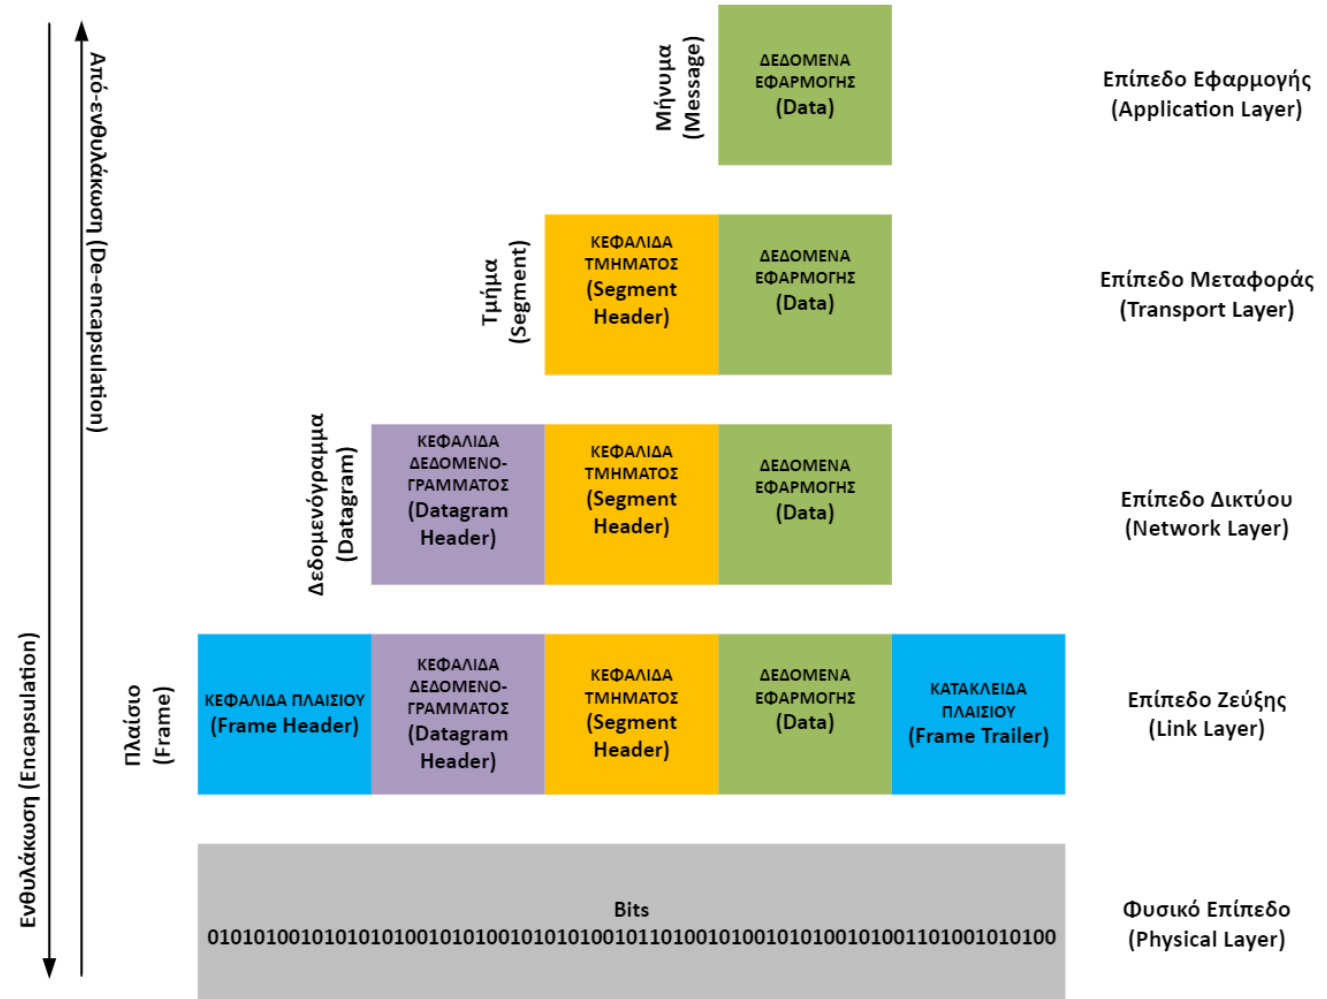 Μήνυμα
(Message)
ΔΕΔΟΜΕΝΑ
ΕΦΑΡΜΟΓΗΣ
(Data)
Επίπεδο Εφαρμογής
(Application Layer)
Από-ενθυλάκωση (De-encapsulation)
Τμήμα
(Segment)
ΚΕΦΑΛΙΔΑ
ΤΜΗΜΑΤΟΣ
(Segment
Header)
ΔΕΔΟΜΕΝΑ
ΕΦΑΡΜΟΓΗΣ
(Data)
Επίπεδο Μεταφοράς
(Transport Layer)
Δεδομενόγραμμα
(Datagram)
ΚΕΦΑΛΙΔΑ
ΔΕΔΟΜΕΝΟ-
ΓΡΑΜΜΑΤΟΣ
(Datagram
Header)
ΚΕΦΑΛΙΔΑ
ΤΜΗΜΑΤΟΣ
(Segment
Header)
ΔΕΔΟΜΕΝΑ
ΕΦΑΡΜΟΓΗΣ
(Data)
Επίπεδο Δικτύου
(Network Layer)
Ενθυλάκωση (Encapsulation)
Πλαίσιο
(Frame)
ΚΕΦΑΛΙΔΑ ΠΛΑΙΣΙΟΥ
(Frame Header)
ΚΕΦΑΛΙΔΑ
ΔΕΔΟΜΕΝΟ-
ΓΡΑΜΜΑΤΟΣ
(Datagram
Header)
ΚΕΦΑΛΙΔΑ
ΤΜΗΜΑΤΟΣ
(Segment
Header)
ΔΕΔΟΜΕΝΑ
ΕΦΑΡΜΟΓΗΣ
(Data)
ΚΑΤΑΚΛΕΙΔΑ
ΠΛΑΙΣΙΟΥ
(Frame Trailer)
Επίπεδο Ζεύξης
(Link Layer)
Bits
0101010010101010100101010010101010010110100101001010100101001101001010100
Φυσικό Επίπεδο
(Physical Layer)